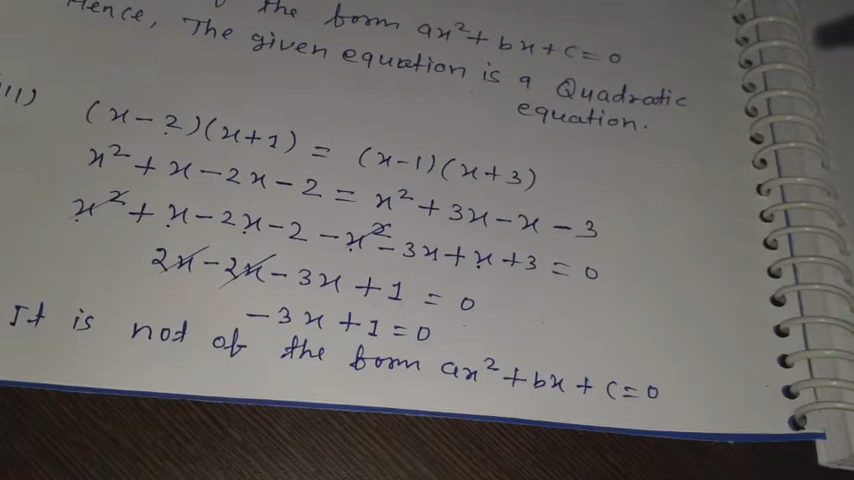 the form ax² + bx + c = 0
Hence, The given equation is a Quadratic
equation.
iii) (x - 2)(x + 1) = (x - 1)(x + 3)
x² + x - 2x - 2 = x² + 3x - x - 3
x² + x - 2x - 2 - x² - 3x + x + 3 = 0
2x - 2x - 3x + 1 = 0
-3x + 1 = 0
It is not of the form ax² + bx + c = 0